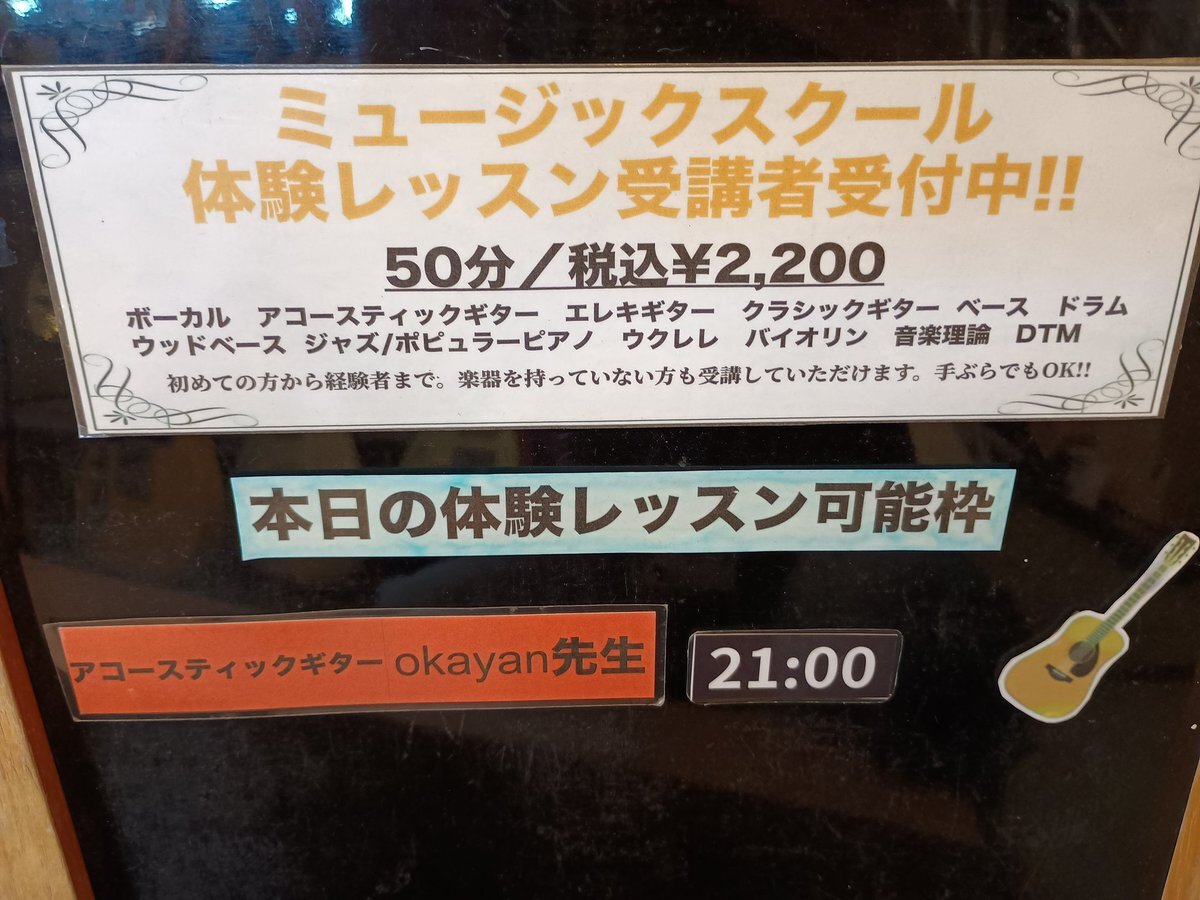 ミュージックスクール
体験レッスン受講者受付中!!
50分／税込¥2,200
ボーカル アコースティックギター エレキギター クラシックギター ベース ドラム
ウッドベース ジャズ/ポピュラーピアノ ウクレレ バイオリン 音楽理論 DTM
初めての方から経験者まで。楽器を持っていない方も受講していただけます。手ぶらでもOK!!
本日の体験レッスン可能枠
アコースティックギター okayan先生 21:00